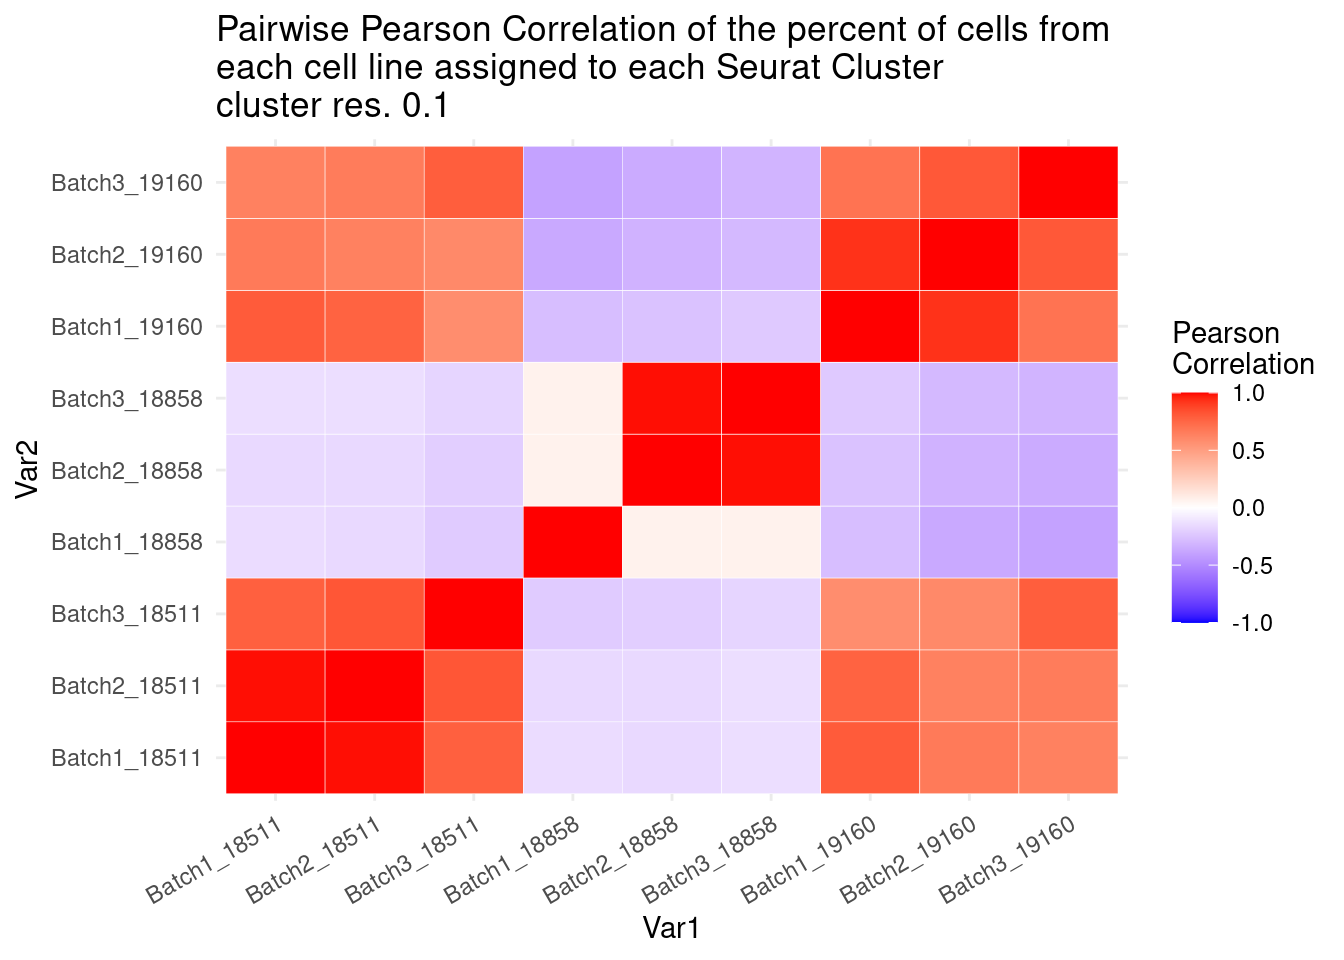 Pairwise Pearson Correlation of the percent of cells from
each cell line assigned to each Seurat Cluster
cluster res. 0.1
Batch3_19160
Batch2_19160
Batch1_19160
Batch3_18858
Batch2_18858
Batch1_18858
Batch3_18511
Batch2_18511
Batch1_18511
Var2
Batch1_18511
Batch2_18511
Batch3_18511
Batch1_18858
Batch2_18858
Batch3_18858
Batch1_19160
Batch2_19160
Batch3_19160
Var1
Pearson
Correlation
1.0
0.5
0.0
-0.5
-1.0